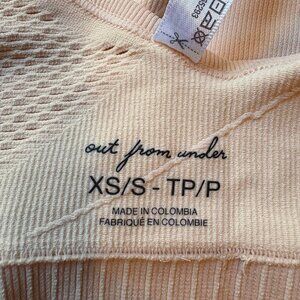 out from under
XS/S - TP/P
MADE IN COLOMBIA
FABRIQUÉ EN COLOMBIE